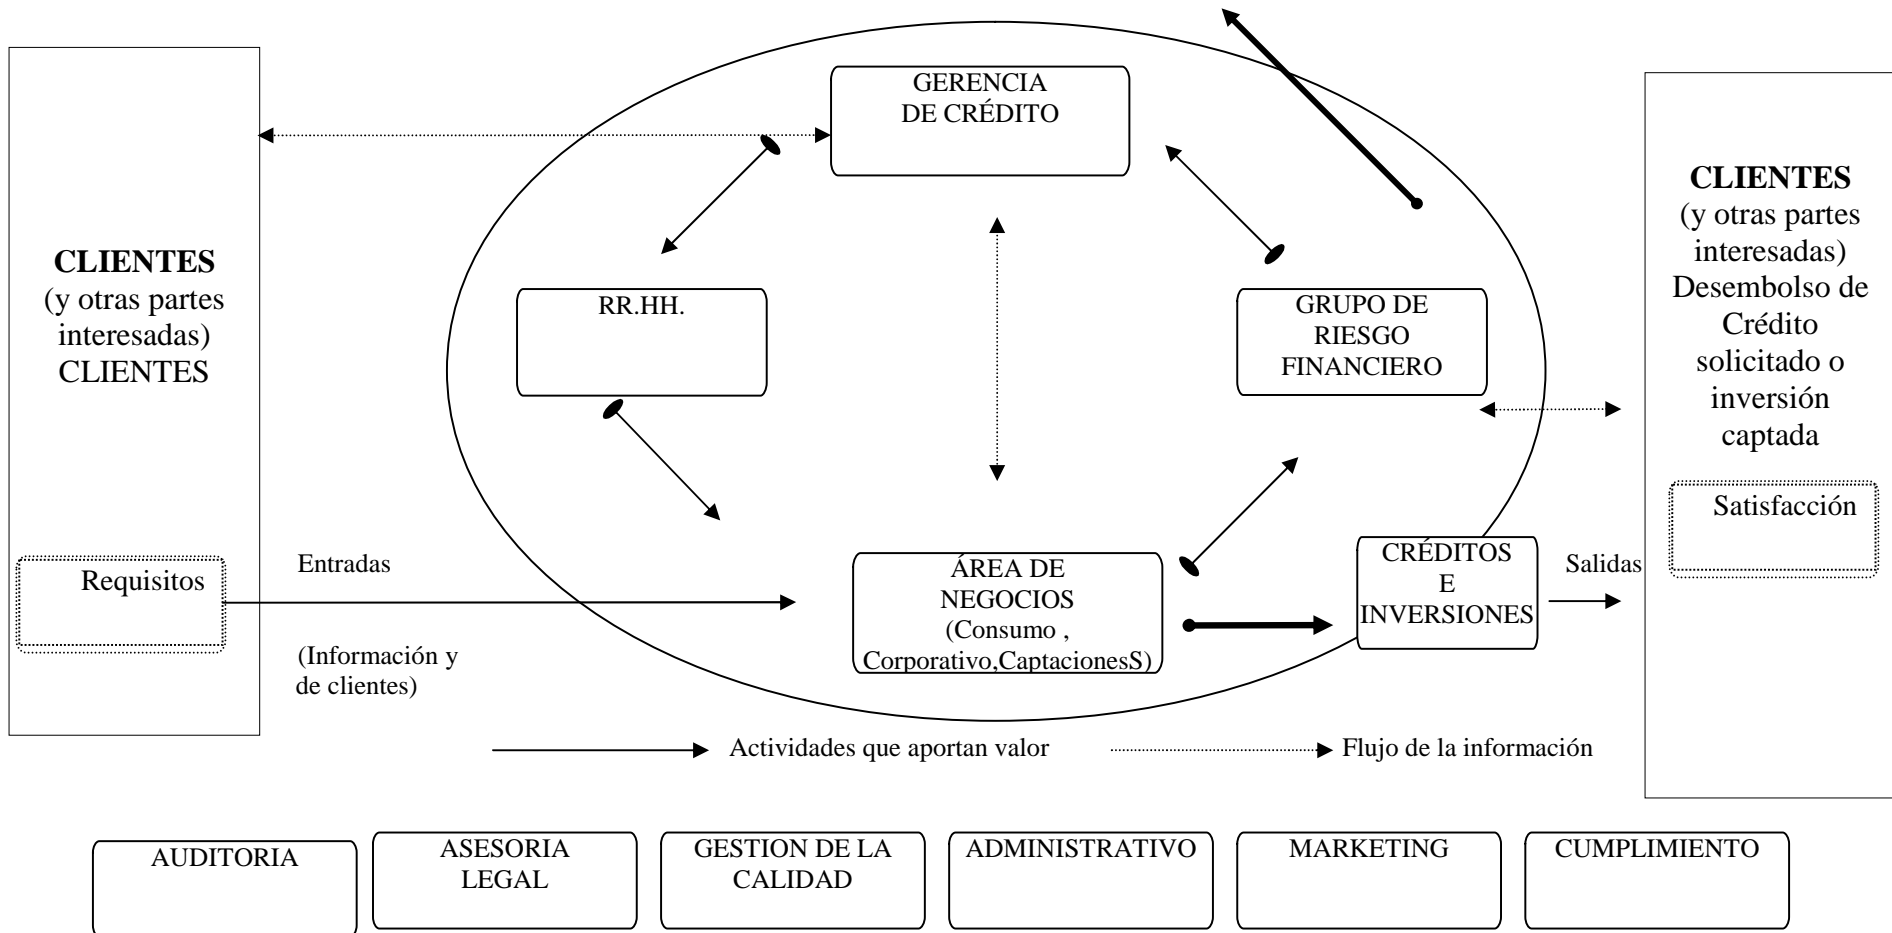 CLIENTES
(y otras partes
interesadas)
CLIENTES
Requisitos
Entradas
(Información y
de clientes)
GERENCIA
DE CRÉDITO
RR.HH.
GRUPO DE
RIESGO
FINANCIERO
ÁREA DE
NEGOCIOS
(Consumo ,
Corporativo,CaptacionesS)
CRÉDITOS
E
INVERSIONES
Salidas
CLIENTES
(y otras partes
interesadas)
Desembolso de
Crédito
solicitado o
inversión
captada
Satisfacción
Actividades que aportan valor
Flujo de la información
AUDITORIA
ASESORIA
LEGAL
GESTION DE LA
CALIDAD
ADMINISTRATIVO
MARKETING
CUMPLIMIENTO